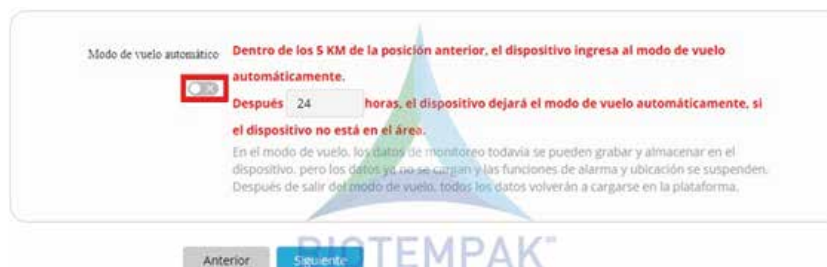 Modo de vuelo automático
Dentro de los 5 KM de la posición anterior, el dispositivo ingresa al modo de vuelo
automáticamente.
Después 24 horas, el dispositivo dejará el modo de vuelo automáticamente, si
el dispositivo no está en el área.
En el modo de vuelo, los datos de monitoreo todavía se pueden grabar y almacenar en el
dispositivo, pero los datos ya no se cargan y las funciones de alarma y ubicación se suspenden.
Después de salir del modo de vuelo, todos los datos volverán a cargarse en la plataforma.
BIOTEMPAK
Anterior Siguiente